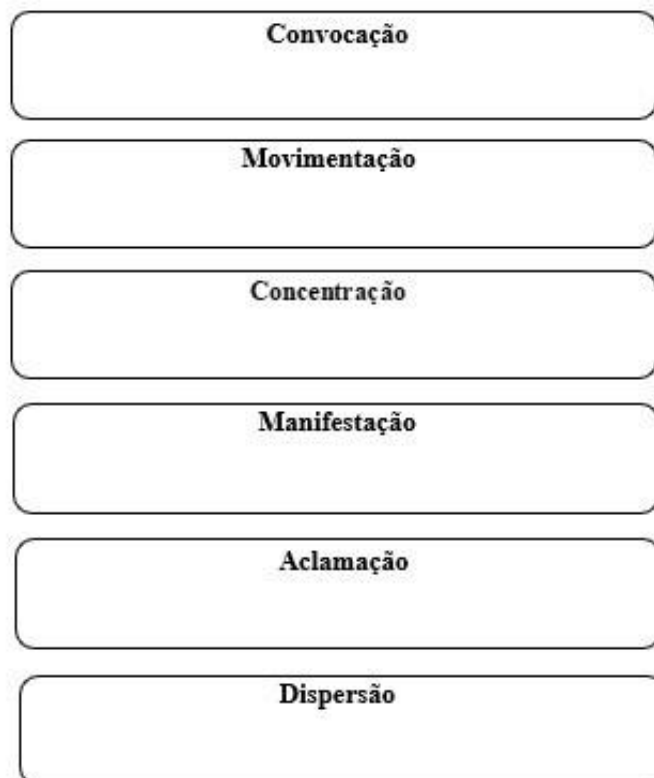 Convocação
Movimentação
Concentração
Manifestação
Aclamação
Dispersão